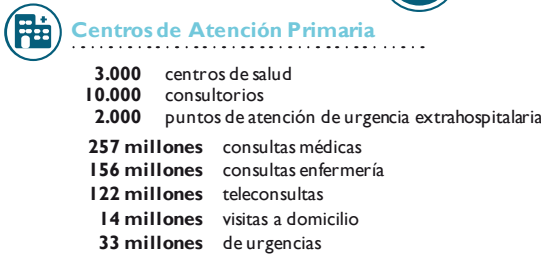 Centros de Atención Primaria
3.000 centros de salud
10.000 consultorios
2.000 puntos de atención de urgencia extrahospitalaria
257 millones consultas médicas
156 millones consultas enfermería
122 millones teleconsultas
14 millones visitas a domicilio
33 millones de urgencias